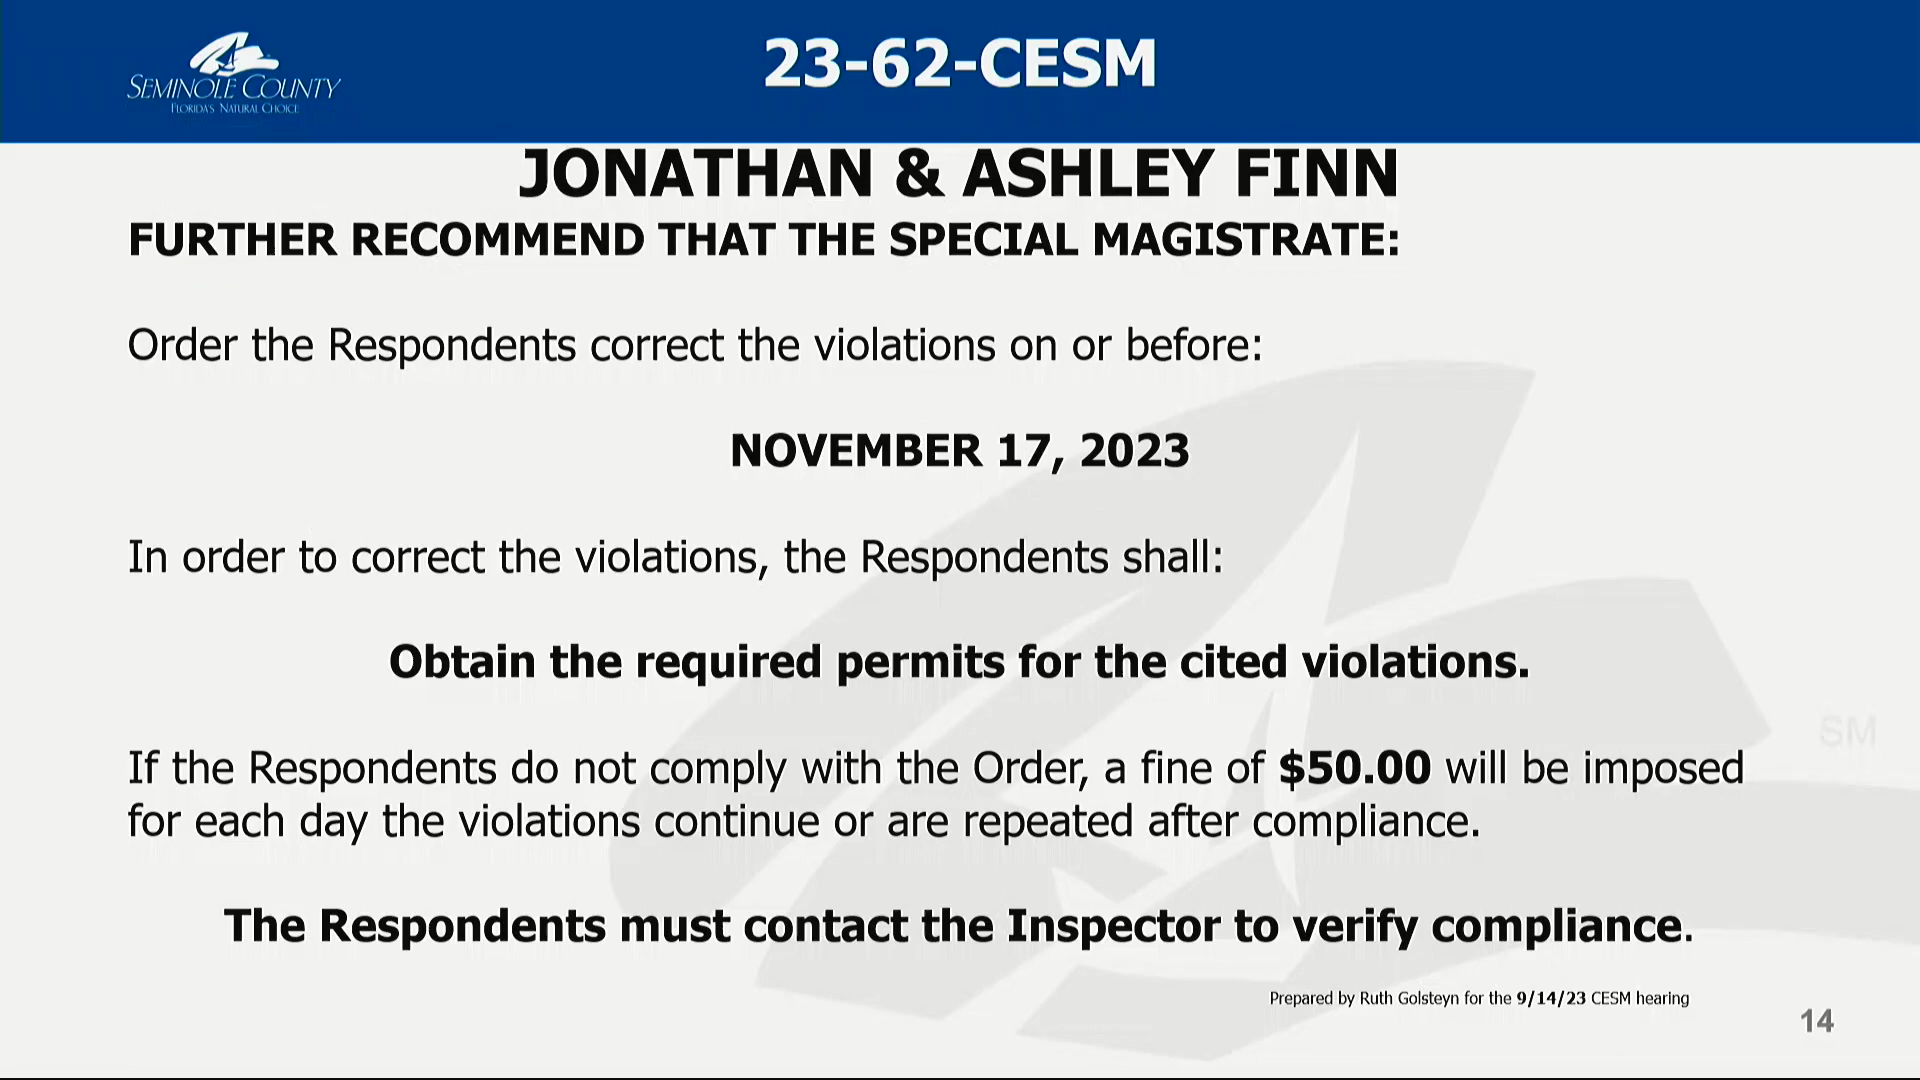 SEMINOLE COUNTY
FLORIDA'S NATURAL CHOICE
23-62-CESM
JONATHAN & ASHLEY FINN
FURTHER RECOMMEND THAT THE SPECIAL MAGISTRATE:
Order the Respondents correct the violations on or before:
NOVEMBER 17, 2023
In order to correct the violations, the Respondents shall:
Obtain the required permits for the cited violations.
SM
If the Respondents do not comply with the Order, a fine of $50.00 will be imposed
for each day the violations continue or are repeated after compliance.
The Respondents must contact the Inspector to verify compliance.
Prepared by Ruth Golsteyn for the 9/14/23 CESM hearing
14